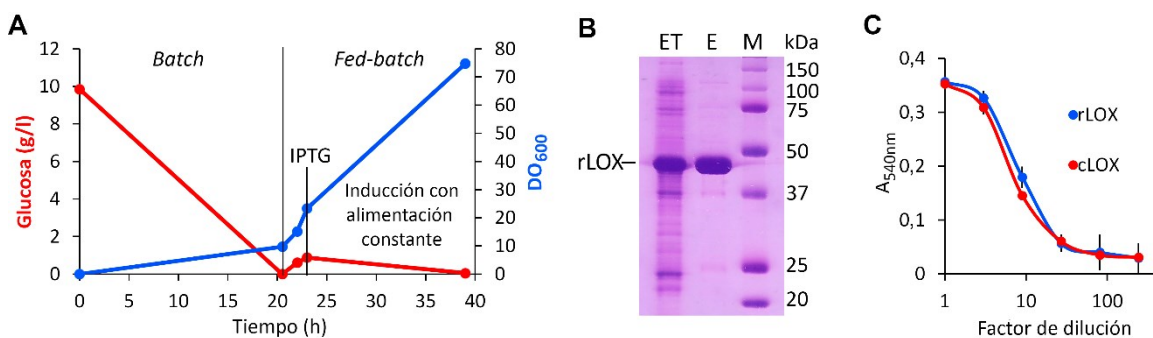 A
Glucosa (g/l)
12
10
8
6
4
2
0
Batch
Fed-batch
IPTG
Inducción con
alimentación
constante
80
70
60
50
40
30
20
10
0
DO600
0 5 10 15 20 25 30 35 40
Tiempo (h)
B
ET E M kDa
150
100
75
50
37
25
20
rLOX
C
A540nm
0,4
0,3
0,2
0,1
0
rLOX
cLOX
1 10 100
Factor de dilución